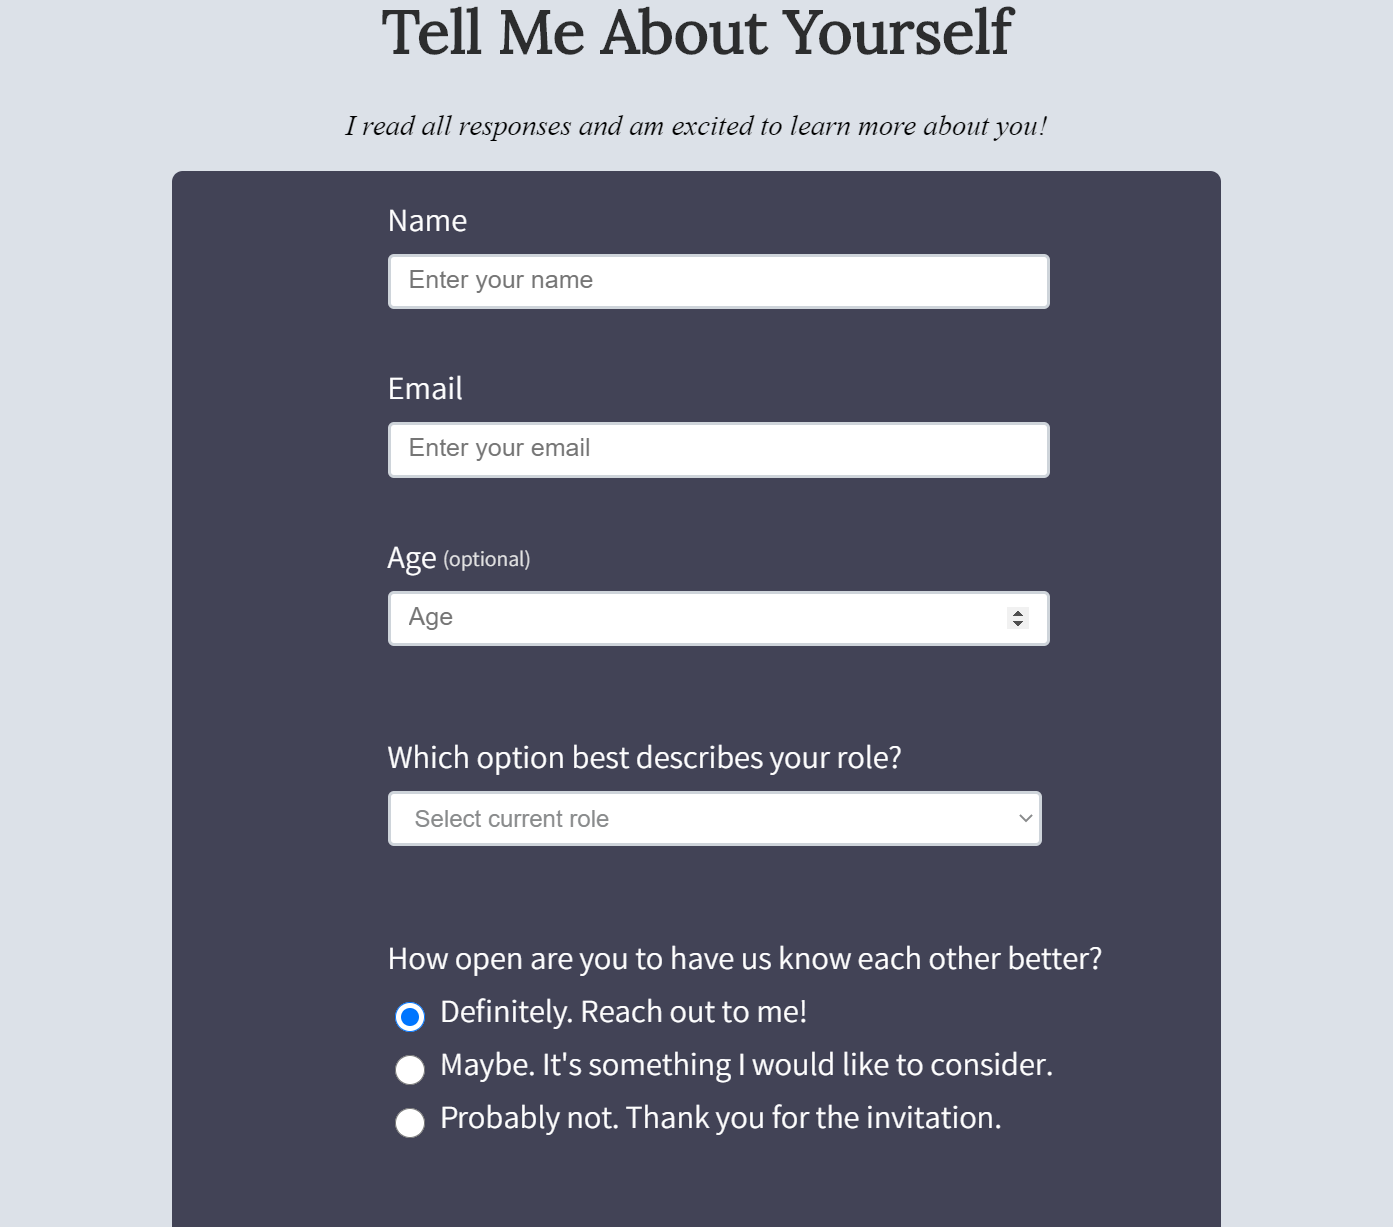 Tell Me About Yourself
I read all responses and am excited to learn more about you!
Name
Enter your name
Email
Enter your email
Age (optional)
Age
Which option best describes your role?
Select current role
How open are you to have us know each other better?
Definitely. Reach out to me!
Maybe. It's something I would like to consider.
Probably not. Thank you for the invitation.